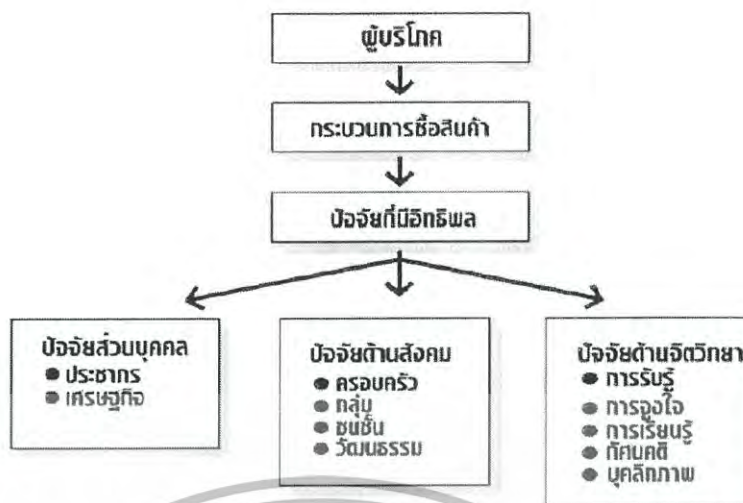 ผู้บริโภค
กระบวนการซื้อสินค้า
ปัจจัยที่มีอิทธิพล
ปัจจัยส่วนบุคคล
● ประชากร
● เศรษฐกิจ
ปัจจัยด้านสังคม
● ครอบครัว
● กลุ่ม
● ชนชั้น
● วัฒนธรรม
ปัจจัยด้านจิตวิทยา
● การรับรู้
● การจูงใจ
● การเรียนรู้
● ทัศนคติ
● บุคลิกภาพ